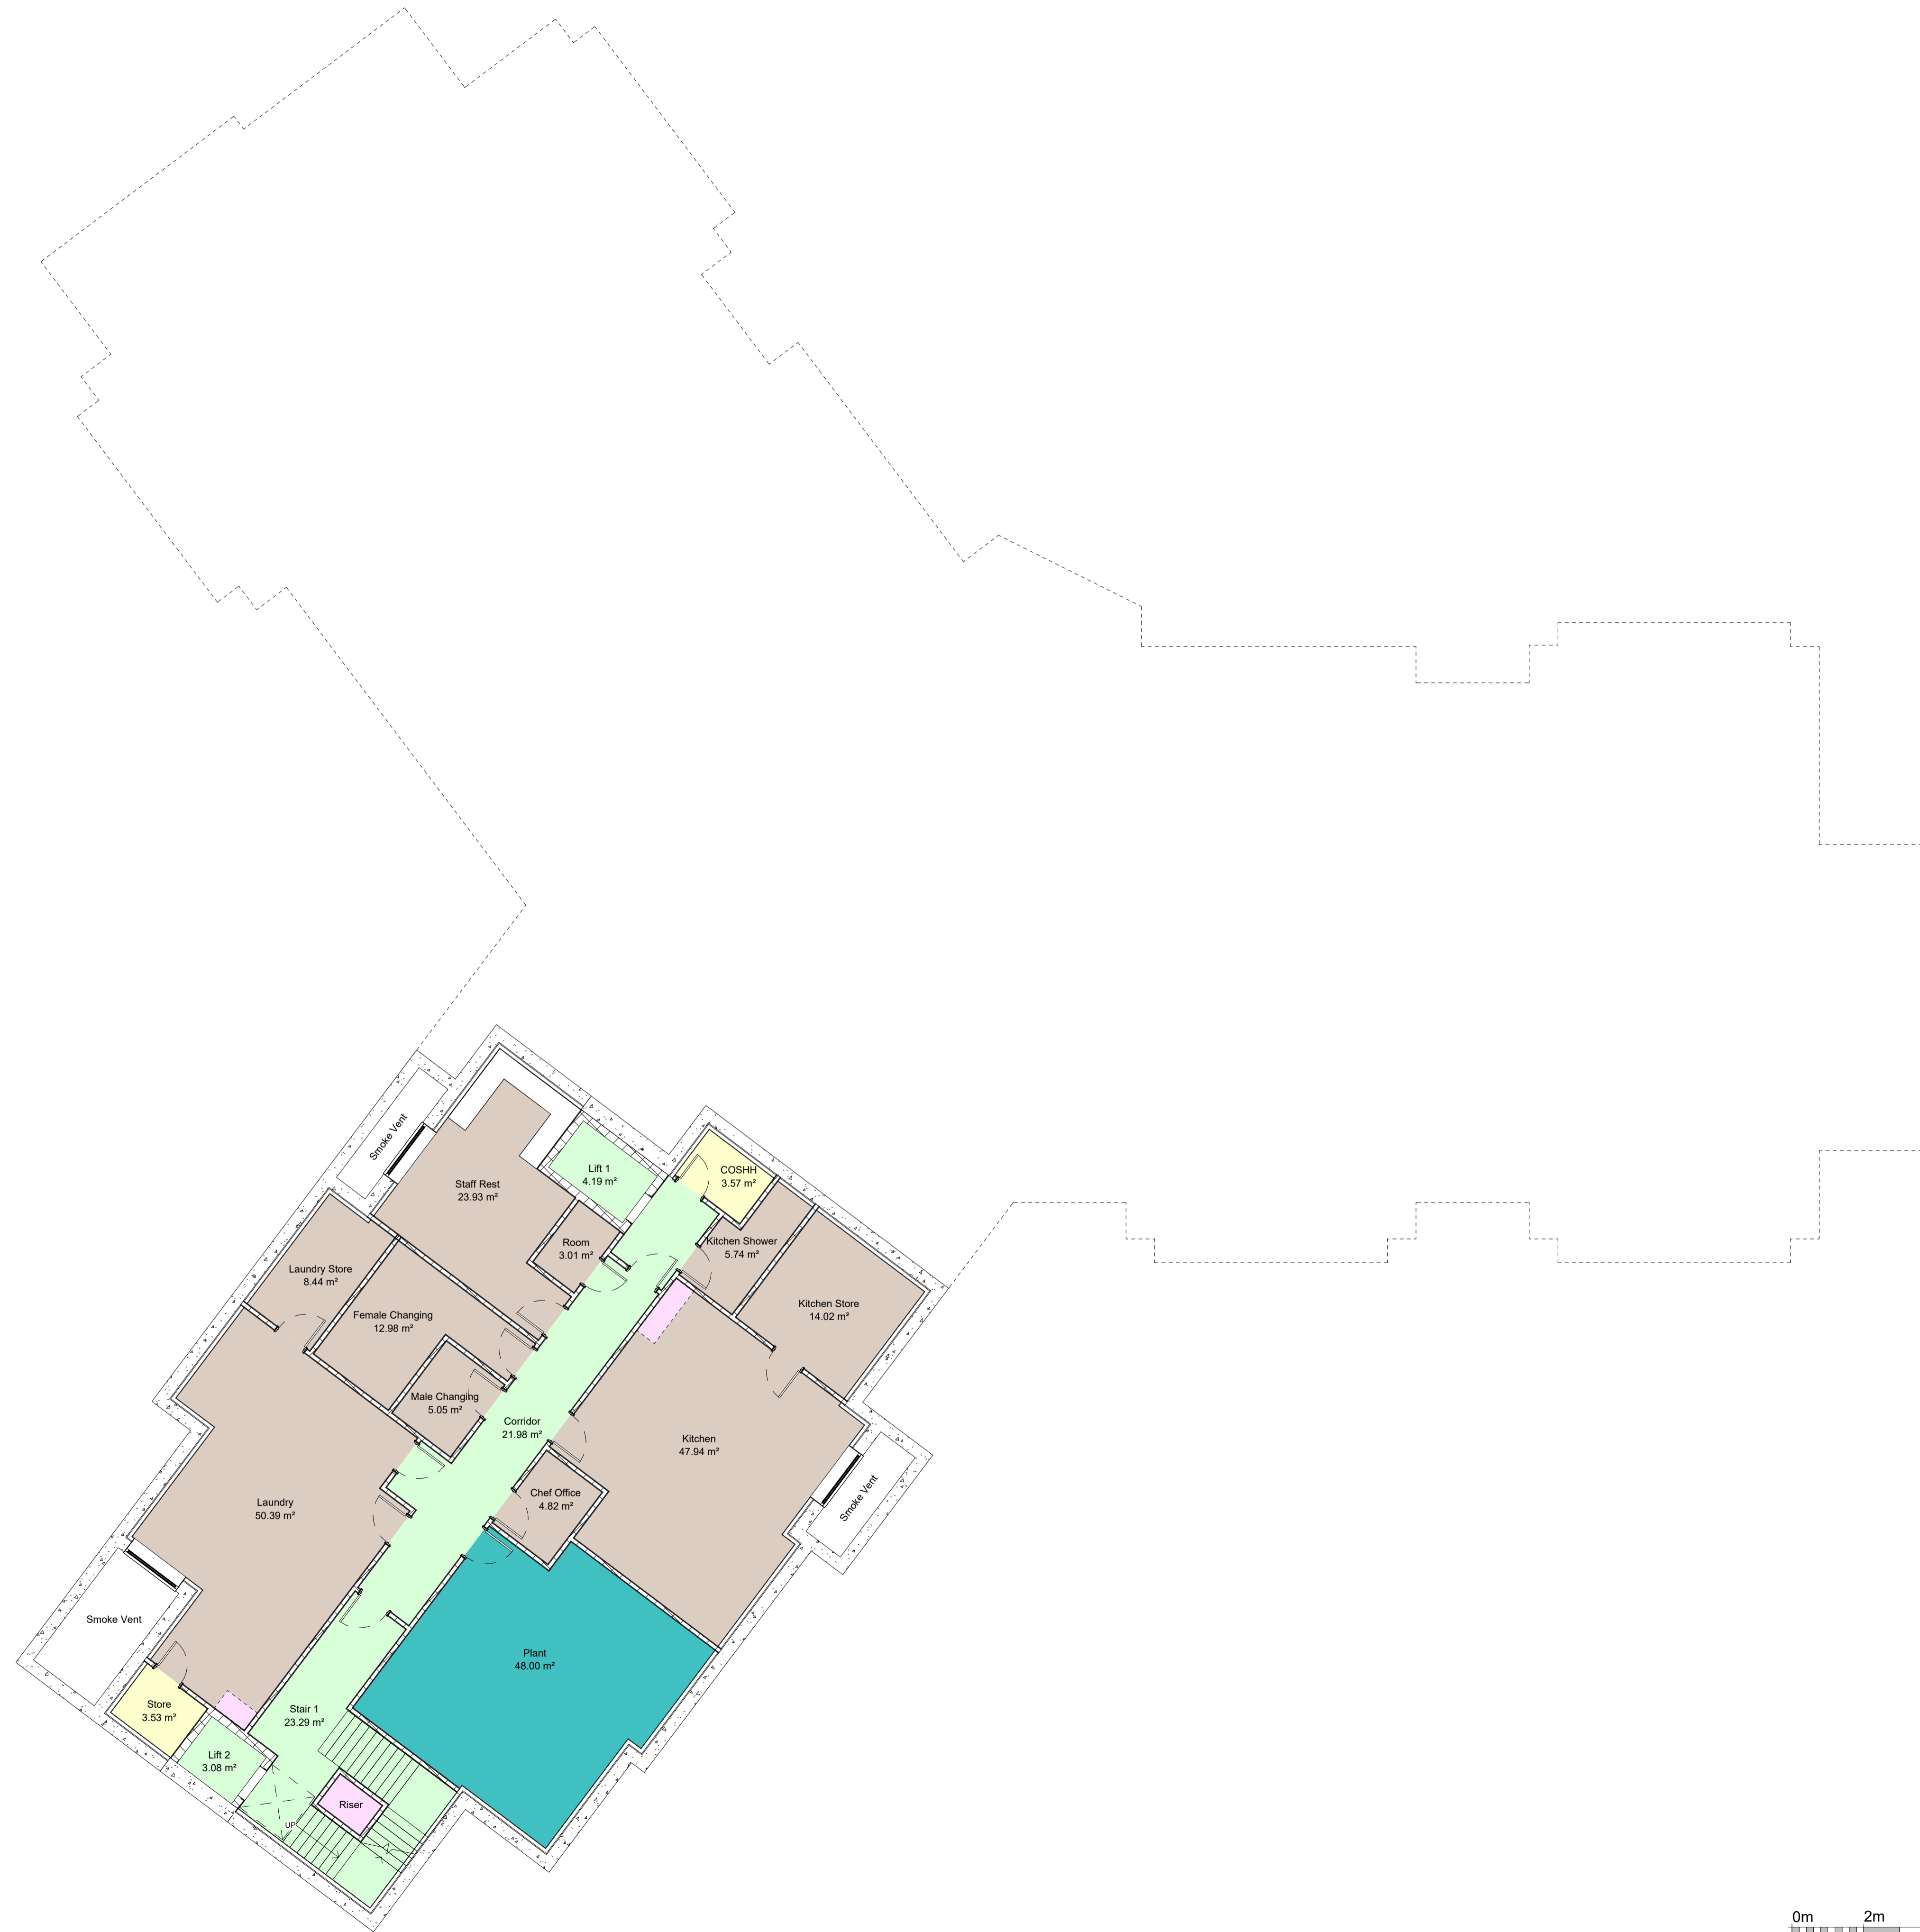 Smoke Vent
Staff Rest
23.93 m²
Lift 1
4.19 m²
COSHH
3.57 m²
Room
3.01 m²
Kitchen Shower
5.74 m²
Laundry Store
8.44 m²
Female Changing
12.98 m²
Kitchen Store
14.02 m²
Male Changing
5.05 m²
Corridor
21.98 m²
Kitchen
47.94 m²
Chef Office
4.82 m²
Smoke Vent
Laundry
50.39 m²
Smoke Vent
Plant
48.00 m²
Store
3.53 m²
Stair 1
23.29 m²
Lift 2
3.08 m²
Riser
UP
0m
2m